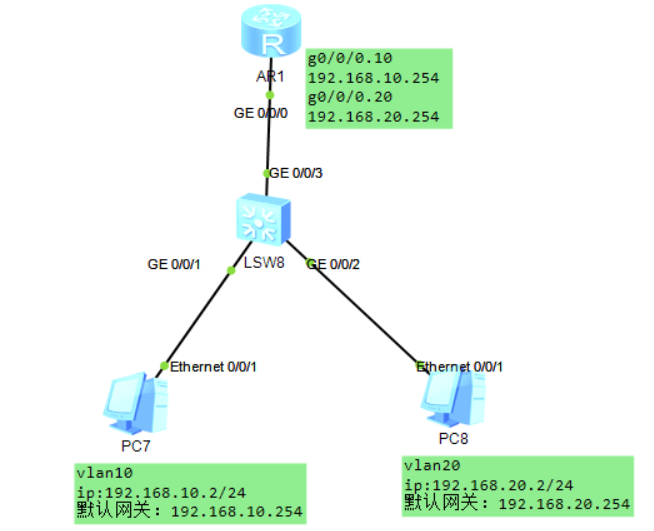 R
AR1
g0/0/0.10
192.168.10.254
g0/0/0.20
192.168.20.254
GE 0/0/0
GE 0/0/3
LSW8
GE 0/0/1
GE 0/0/2
Ethernet 0/0/1
Ethernet 0/0/1
PC7
PC8
vlan10
ip:192.168.10.2/24
默认网关: 192.168.10.254
vlan20
ip:192.168.20.2/24
默认网关: 192.168.20.254